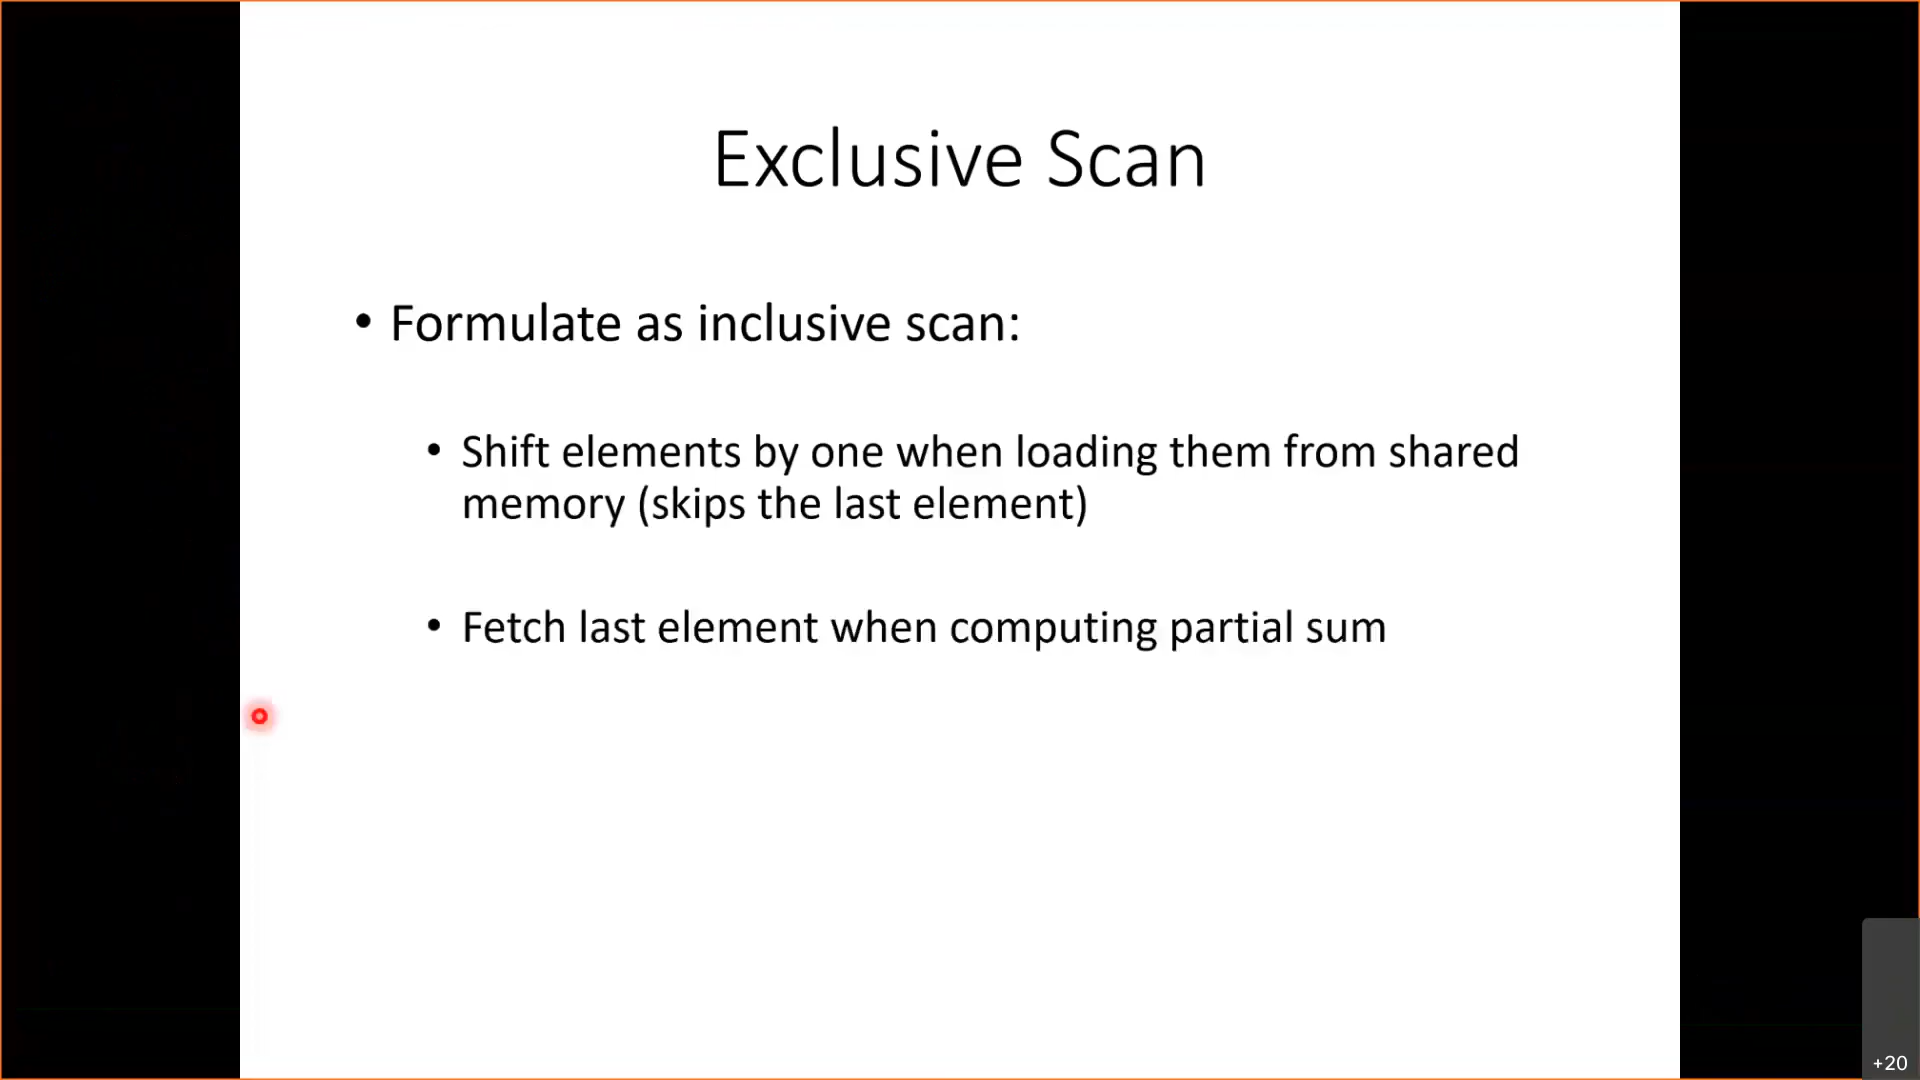 Exclusive Scan
• Formulate as inclusive scan:
• Shift elements by one when loading them from shared
memory (skips the last element)
• Fetch last element when computing partial sum
+20